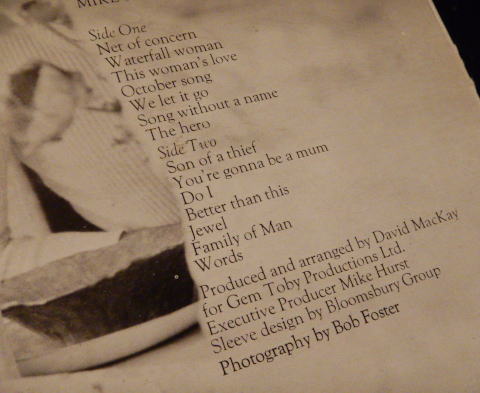 Side One
Net of concern
Waterfall woman
This woman's love
October song
We let it go
Song without a name
The hero
Side Two
Son of a thief
You're gonna be a mum
Do I
Better than this
Jewel
Family of Man
Words
Produced and arranged by David MacKay
for Gem Toby Productions Ltd.
Executive Producer Mike Hurst
Sleeve design by Bloomsbury Group
Photography by Bob Foster